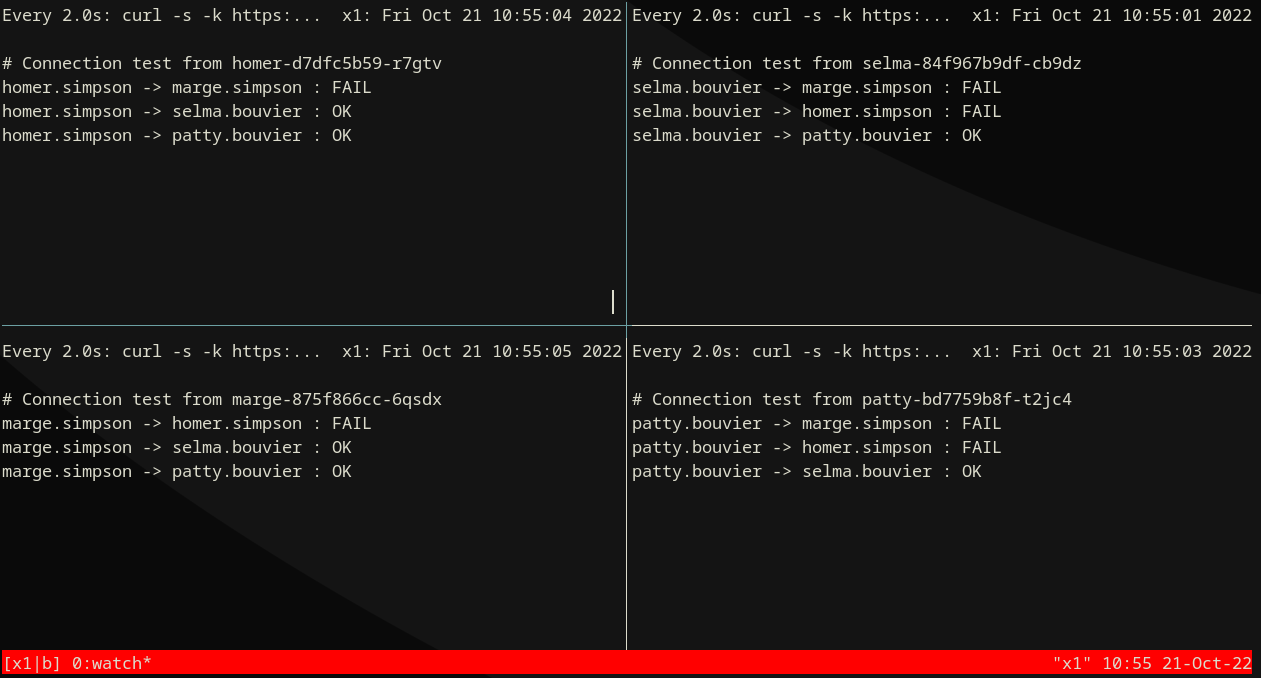 Every 2.0s: curl -s -k https:...  x1: Fri Oct 21 10:55:04 2022
# Connection test from homer-d7dfc5b59-r7gtv
homer.simpson -> marge.simpson : FAIL
homer.simpson -> selma.bouvier : OK
homer.simpson -> patty.bouvier : OK
Every 2.0s: curl -s -k https:...  x1: Fri Oct 21 10:55:01 2022
# Connection test from selma-84f967b9df-cb9dz
selma.bouvier -> marge.simpson : FAIL
selma.bouvier -> homer.simpson : FAIL
selma.bouvier -> patty.bouvier : OK
Every 2.0s: curl -s -k https:...  x1: Fri Oct 21 10:55:05 2022
# Connection test from marge-875f866cc-6qsdx
marge.simpson -> homer.simpson : FAIL
marge.simpson -> selma.bouvier : OK
marge.simpson -> patty.bouvier : OK
Every 2.0s: curl -s -k https:...  x1: Fri Oct 21 10:55:03 2022
# Connection test from patty-bd7759b8f-t2jc4
patty.bouvier -> marge.simpson : FAIL
patty.bouvier -> homer.simpson : FAIL
patty.bouvier -> selma.bouvier : OK
[x1|b] 0:watch* "x1" 10:55 21-Oct-22